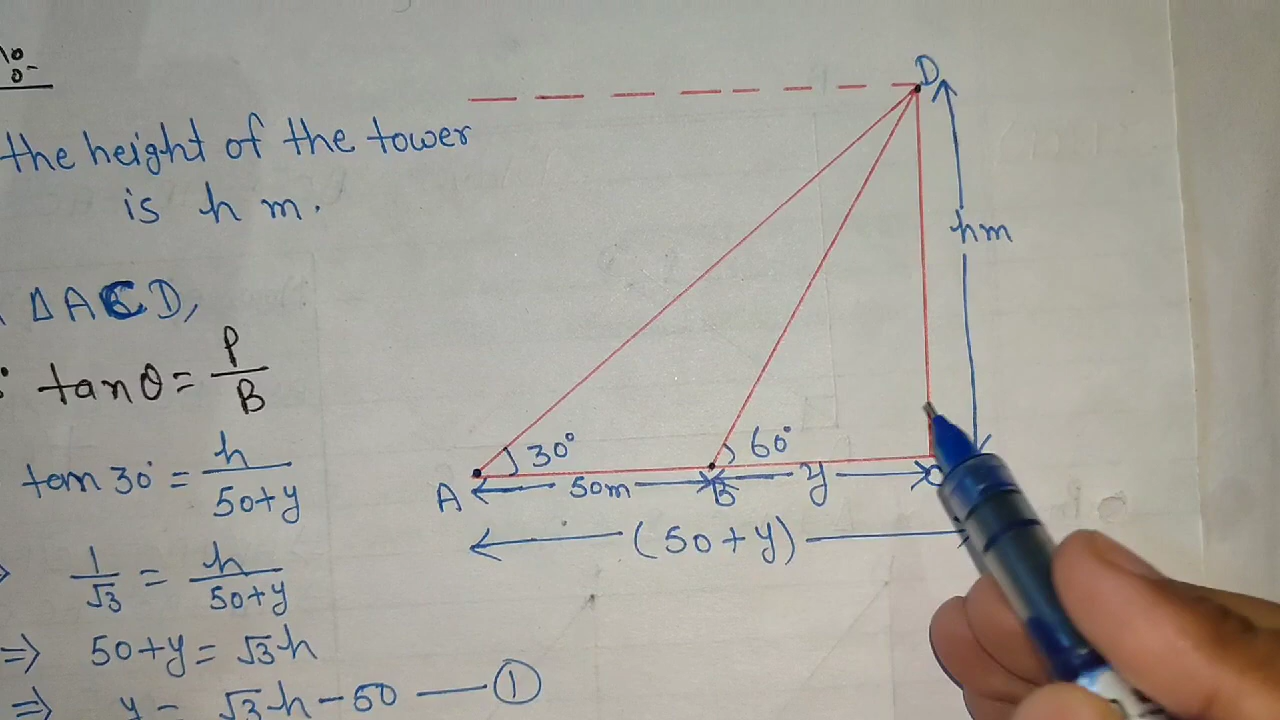 the height of the tower
is h m.
ΔACD,
tanθ = P/B
tan 30° = h/50+y
1/√3 = h/50+y
⇒ 50+y = √3h
⇒ y = √3h-50 — ①
D
hm
30°
60°
A
50m
B
y
(50+y)